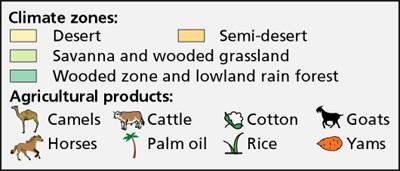 Climate zones:
Desert Semi-desert
Savanna and wooded grassland
Wooded zone and lowland rain forest
Agricultural products:
Camels Cattle Cotton Goats
Horses Palm oil Rice Yams